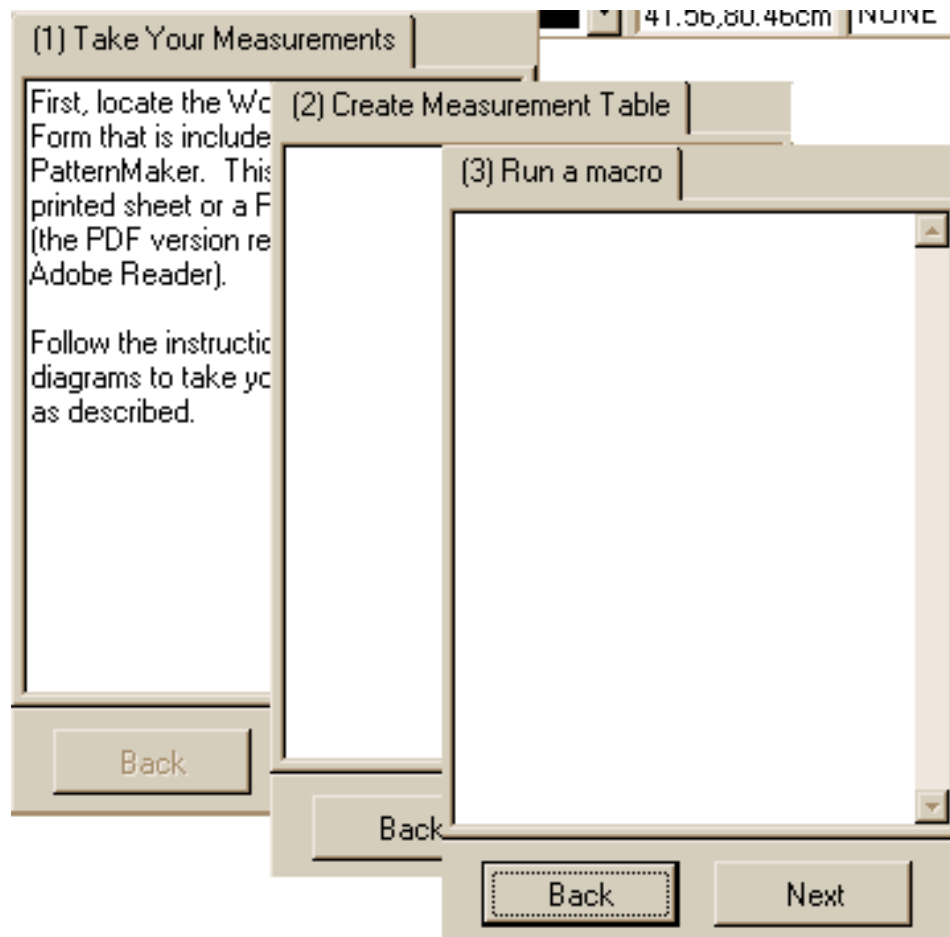 41.56,80.46cm NONE
(1) Take Your Measurements
First, locate the
Form that is include
PatternMaker. This
printed sheet or a
(the PDF version re
Adobe Reader).
Follow the instructio
diagrams to take yo
as described.
Back
(2) Create Measurement Table
Back
(3) Run a macro
Back
Next